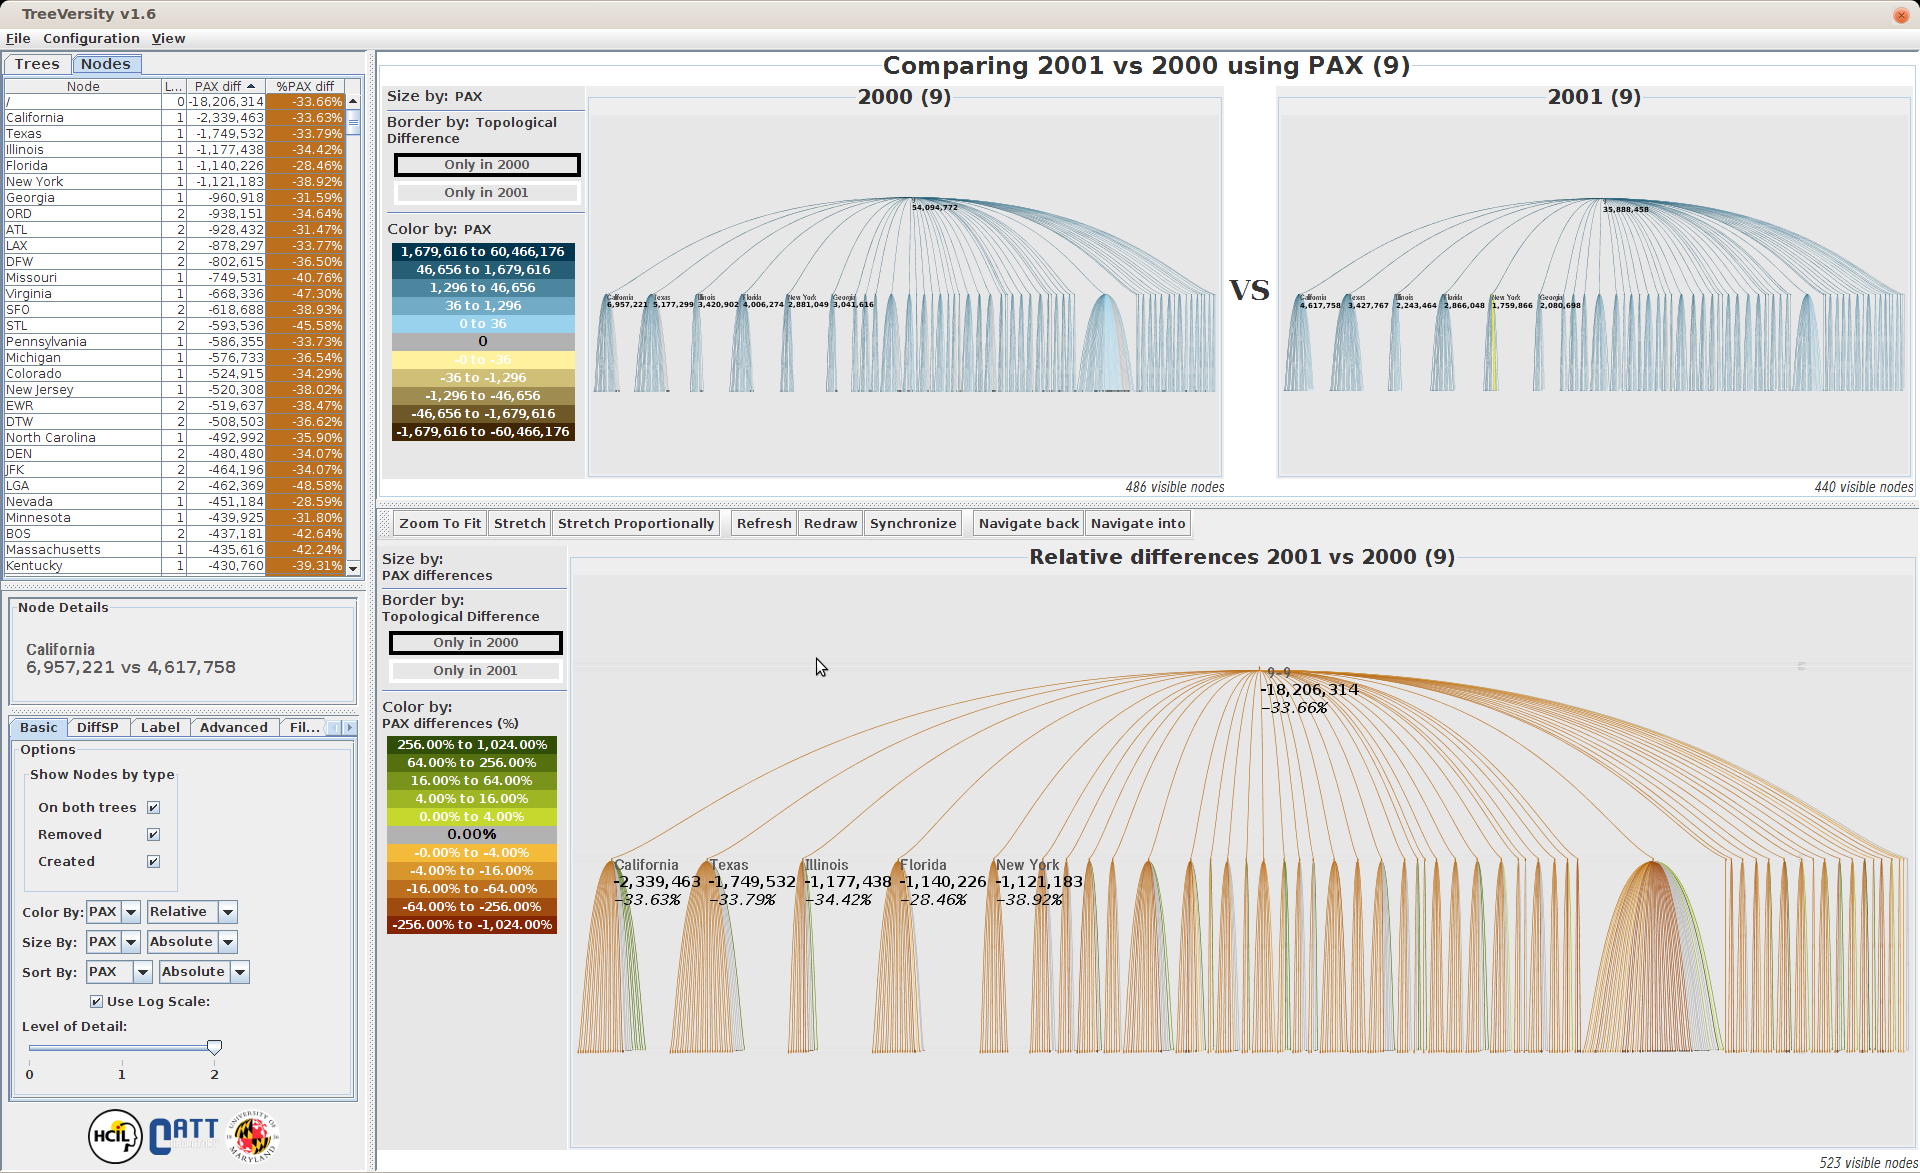 TreeVersity v1.6
File Configuration View
Trees Nodes
Node L... PAX diff %PAX diff
/ 0 -18,206,314 -33.66%
California 1 -2,339,463 -33.63%
Texas 1 -1,749,532 -33.79%
Illinois 1 -1,177,438 -34.42%
Florida 1 -1,140,226 -28.46%
New York 1 -1,121,183 -38.92%
Georgia 1 -960,918 -31.59%
ORD 2 -938,151 -34.64%
ATL 2 -928,432 -31.47%
LAX 2 -878,297 -33.77%
DFW 2 -802,615 -36.50%
Missouri 1 -749,531 -40.76%
Virginia 1 -668,336 -47.30%
SFO 2 -618,688 -38.93%
STL 2 -593,536 -45.58%
Pennsylvania 1 -586,355 -33.73%
Michigan 1 -576,733 -36.54%
Colorado 1 -524,915 -34.29%
New Jersey 1 -520,308 -38.02%
EWR 2 -519,637 -38.47%
DTW 2 -508,503 -36.62%
North Carolina 1 -492,992 -35.90%
DEN 2 -480,480 -34.07%
JFK 2 -464,196 -34.07%
LGA 2 -462,369 -48.58%
Nevada 1 -451,184 -28.59%
Minnesota 1 -439,925 -31.80%
BOS 2 -437,181 -42.64%
Massachusetts 1 -435,616 -42.24%
Kentucky 1 -430,760 -39.31%
Node Details
California
6,957,221 vs 4,617,758
Basic DiffSP Label Advanced Fil...
Options
Show Nodes by type
On both trees
Removed
Created
Color By: PAX Relative
Size By: PAX Absolute
Sort By: PAX Absolute
Use Log Scale:
Level of Detail:
0 1 2
HCIL CATT UNIVERSITY OF MARYLAND
Comparing 2001 vs 2000 using PAX (9)
Size by: PAX
Border by: Topological
Difference
Only in 2000
Only in 2001
Color by: PAX
1,679,616 to 60,466,176
46,656 to 1,679,616
1,296 to 46,656
36 to 1,296
0 to 36
0
-0 to -36
-36 to -1,296
-1,296 to -46,656
-46,656 to -1,679,616
-1,679,616 to -60,466,176
2000 (9)
54,094,772
California Texas Illinois Florida New York Georgia
6,957,221 5,177,299 3,420,902 4,006,274 2,881,049 3,041,616
486 visible nodes
VS
2001 (9)
35,888,458
California Texas Illinois Florida New York Georgia
4,617,758 3,427,767 2,243,464 2,866,048 1,759,866 2,080,698
440 visible nodes
Zoom To Fit Stretch Stretch Proportionally Refresh Redraw Synchronize Navigate back Navigate into
Size by:
PAX differences
Border by:
Topological Difference
Only in 2000
Only in 2001
Color by:
PAX differences (%)
256.00% to 1,024.00%
64.00% to 256.00%
16.00% to 64.00%
4.00% to 16.00%
0.00% to 4.00%
0.00%
-0.00% to -4.00%
-4.00% to -16.00%
-16.00% to -64.00%
-64.00% to -256.00%
-256.00% to -1,024.00%
Relative differences 2001 vs 2000 (9)
9-9
-18,206,314
-33.66%
California Texas Illinois Florida New York
-2,339,463 -1,749,532 -1,177,438 -1,140,226 -1,121,183
-33.63% -33.79% -34.42% -28.46% -38.92%
523 visible nodes